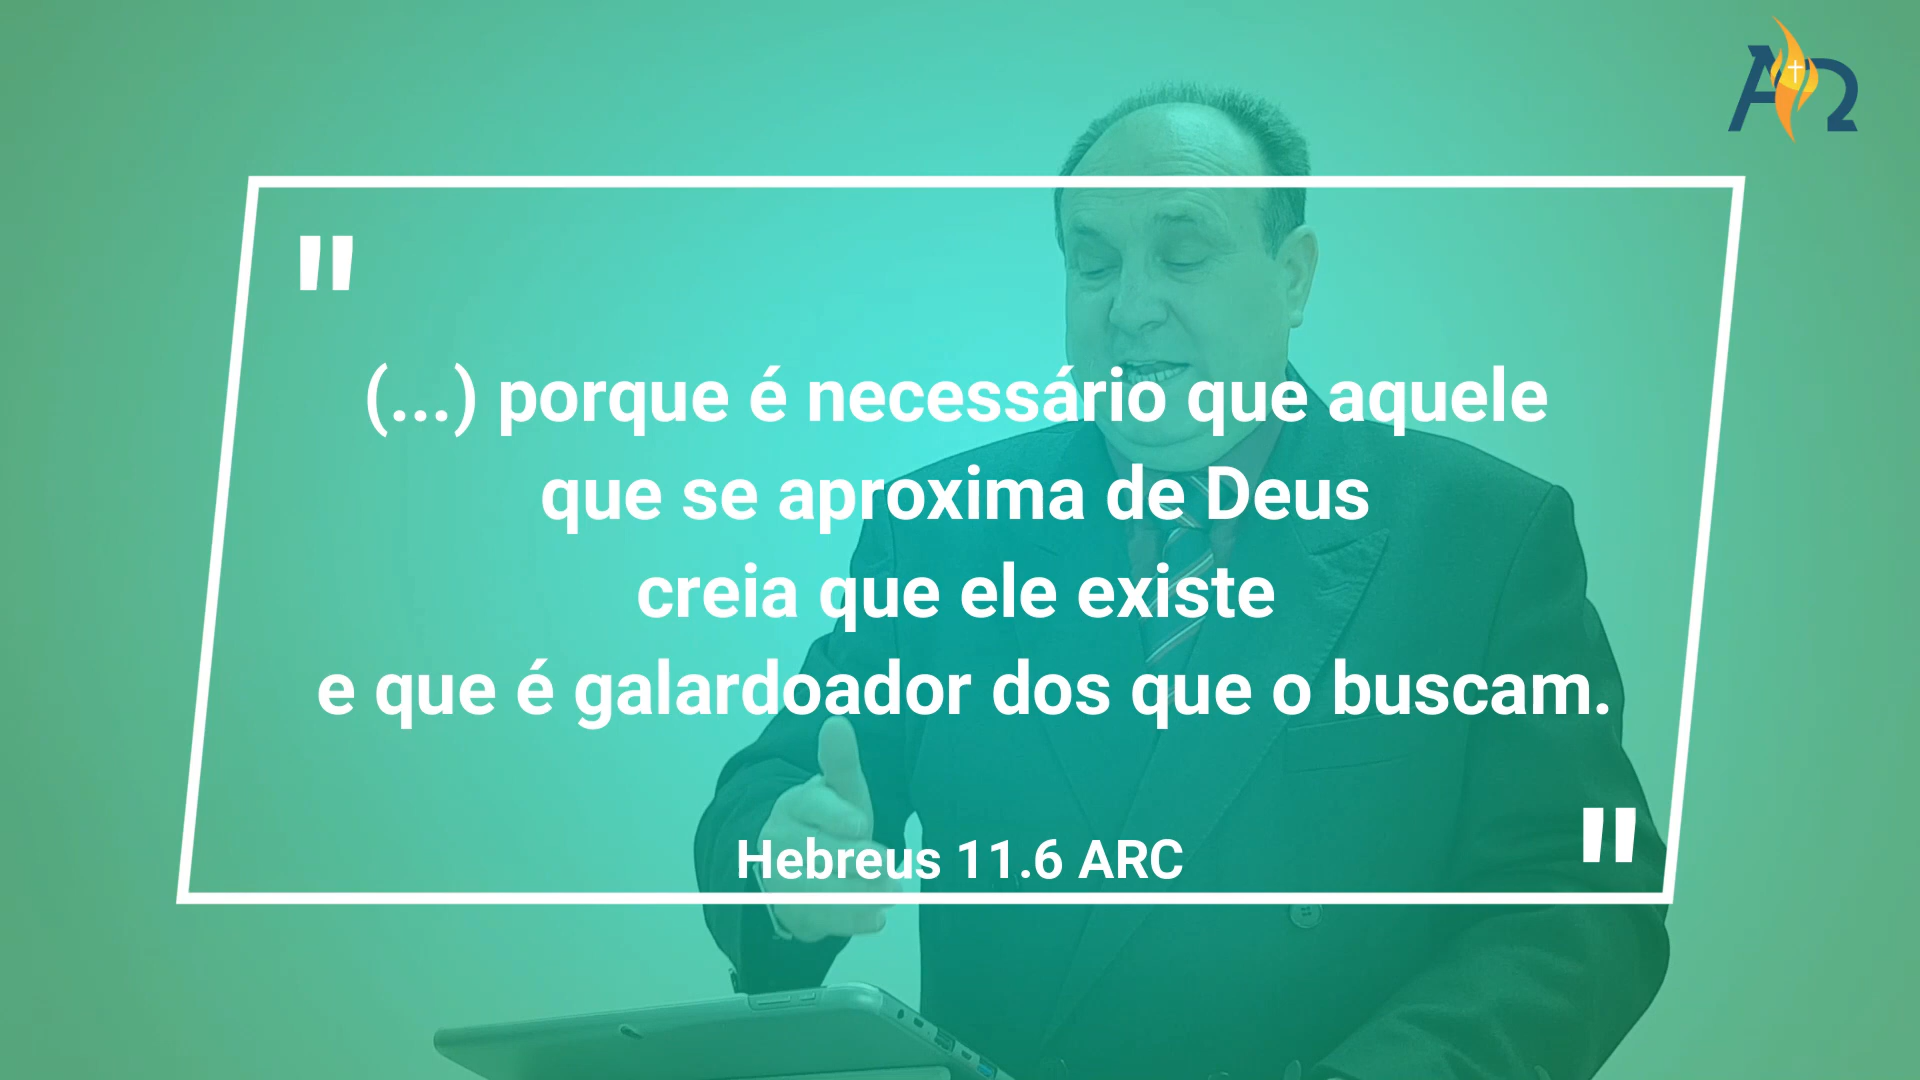 AΩ
"
(...) porque é necessário que aquele
que se aproxima de Deus
creia que ele existe
e que é galardoador dos que o buscam.
"
Hebreus 11.6 ARC